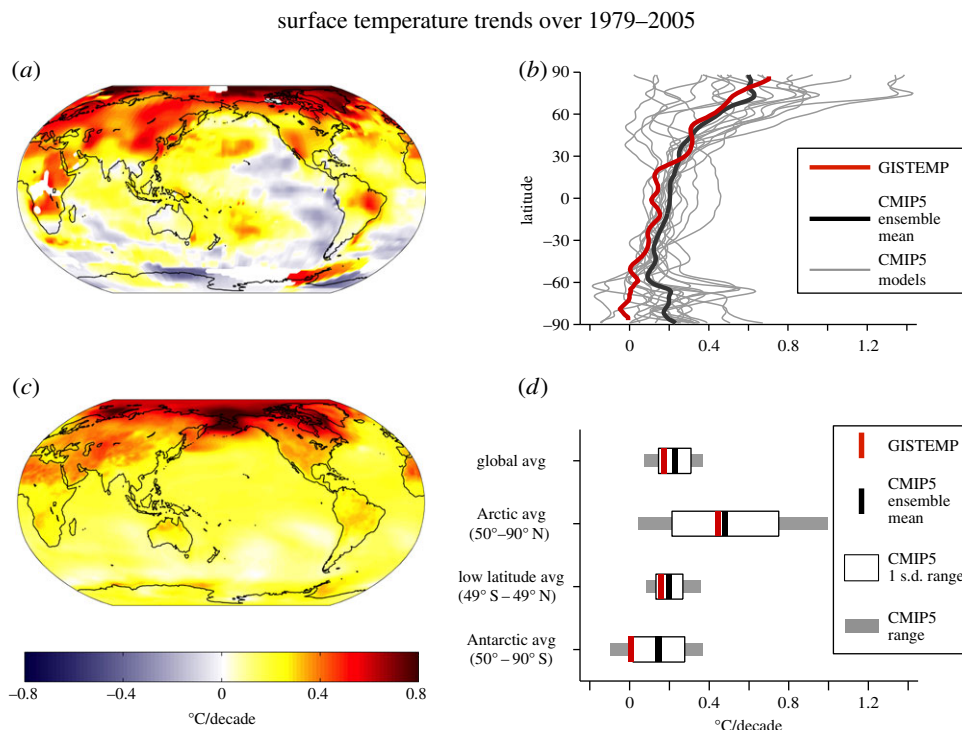 surface temperature trends over 1979–2005
(a)
(b)
90
60
30
0
–30
–60
–90
latitude
0
0.4
0.8
1.2
GISTEMP
CMIP5
ensemble
mean
CMIP5
models
(c)
(d)
global avg
Arctic avg
(50°–90° N)
low latitude avg
(49° S – 49° N)
Antarctic avg
(50° – 90° S)
0
0.4
0.8
1.2
°C/decade
GISTEMP
CMIP5
ensemble
mean
CMIP5
1 s.d. range
CMIP5
range
–0.8
–0.4
0
0.4
0.8
°C/decade